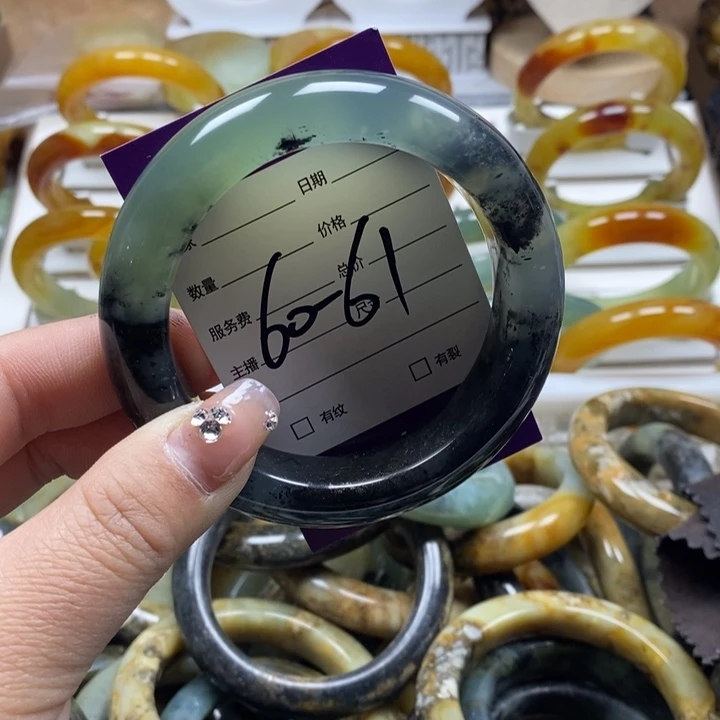 日期
价格
数量
总价
服务费
60-61
主播
尺寸
有纹
有裂